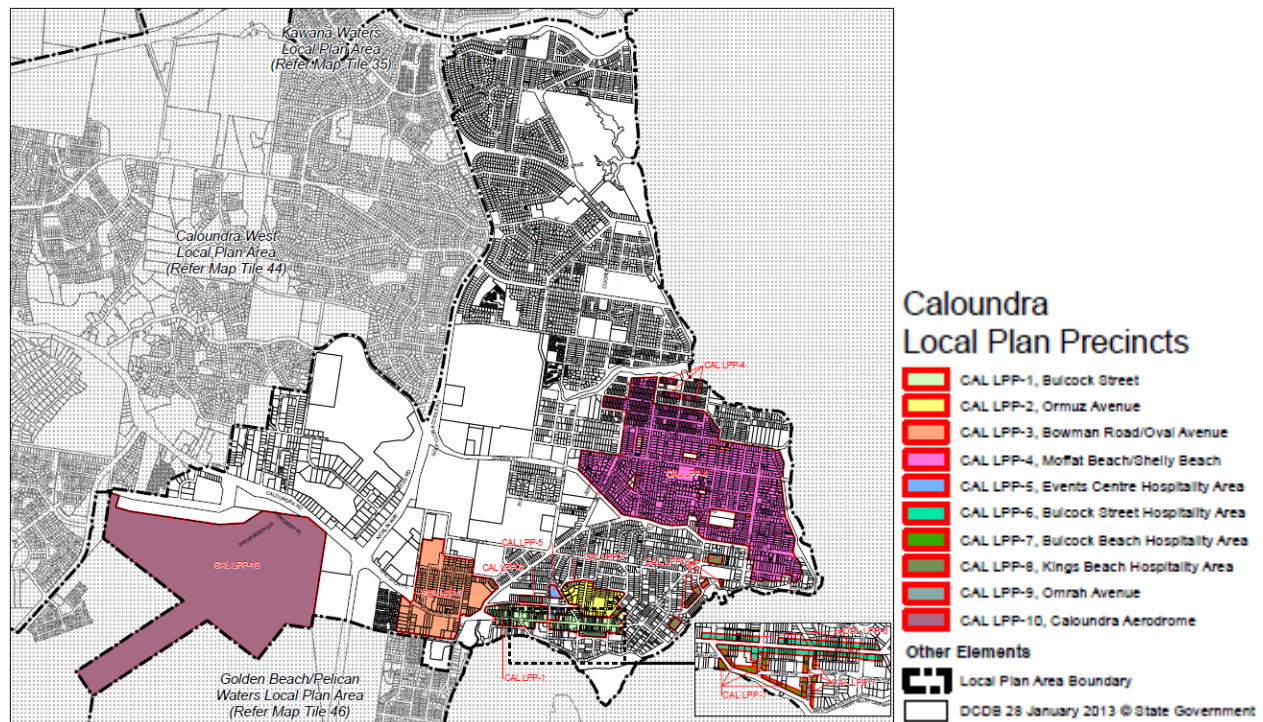 Kawana Waters
Local Plan Area
(Refer Map Tile 35)
Caloundra West
Local Plan Area
(Refer Map Tile 44)
CAL LPP-4
CALOUNDRA RD
CAL LPP-10
CAL LPP-5
CAL LPP-1
Golden Beach/Pelican
Waters Local Plan Area
(Refer Map Tile 46)
Caloundra
Local Plan Precincts
CAL LPP-1, Bulcock Street
CAL LPP-2, Ormuz Avenue
CAL LPP-3, Bowman Road/Oval Avenue
CAL LPP-4, Moffat Beach/Shelly Beach
CAL LPP-5, Events Centre Hospitality Area
CAL LPP-6, Bulcock Street Hospitality Area
CAL LPP-7, Bulcock Beach Hospitality Area
CAL LPP-8, Kings Beach Hospitality Area
CAL LPP-9, Omrah Avenue
CAL LPP-10, Caloundra Aerodrome
Other Elements
Local Plan Area Boundary
DCDB 28 January 2013 © State Government